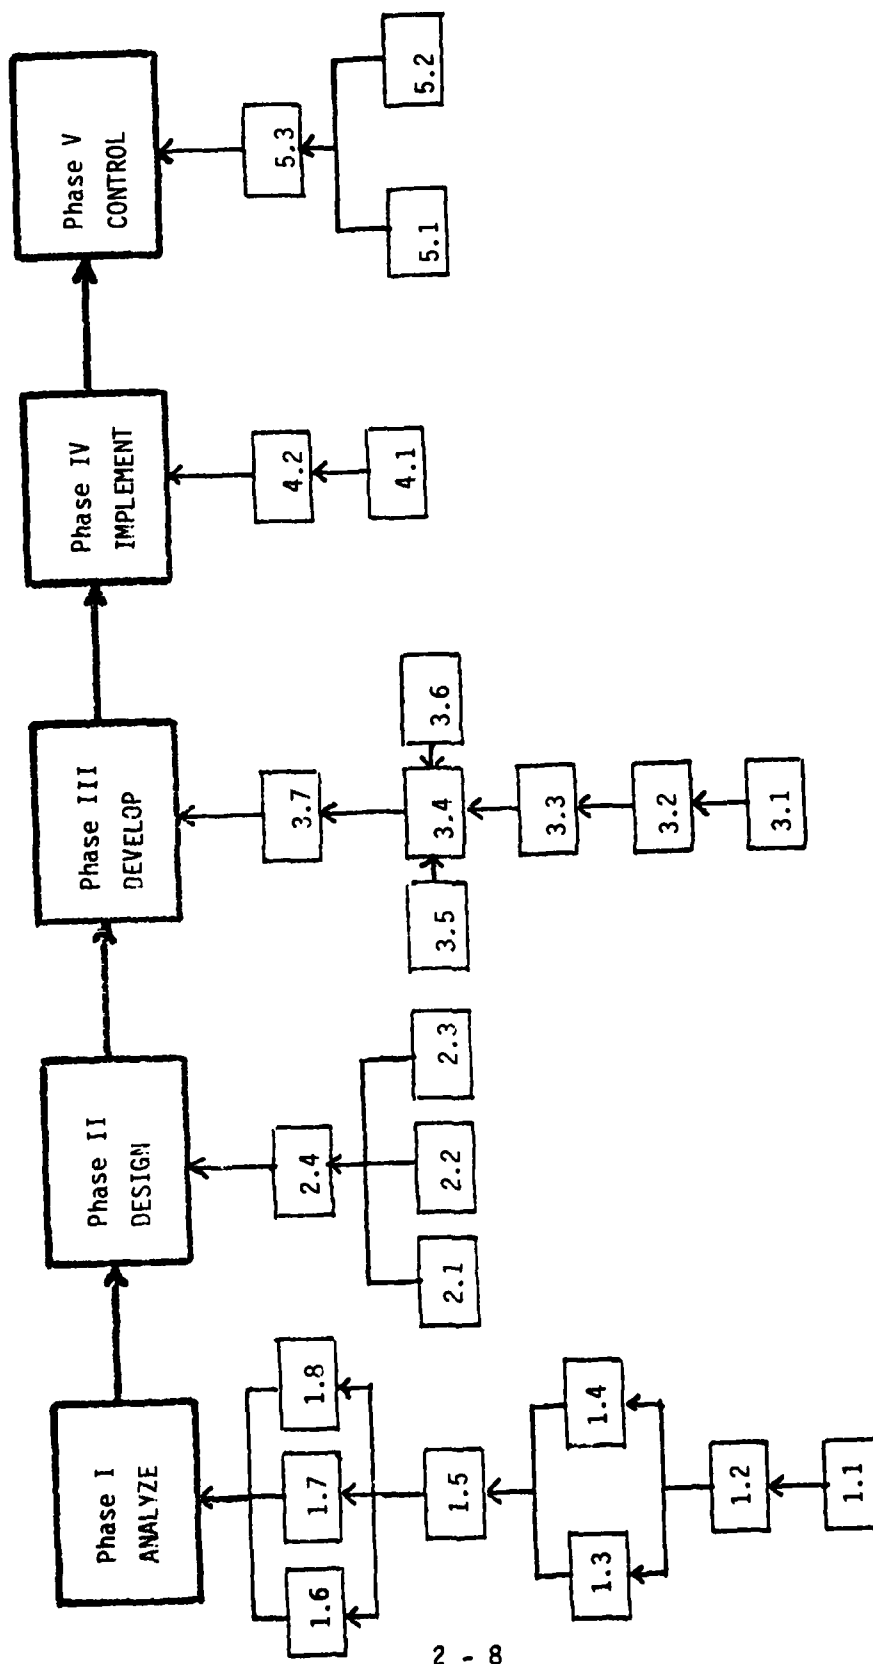 Phase I
ANALYZE
Phase II
DESIGN
Phase III
DEVELOP
Phase IV
IMPLEMENT
Phase V
CONTROL
1.6
1.7
1.8
1.5
1.3
1.4
1.2
1.1
2.4
2.1
2.2
2.3
3.7
3.5
3.4
3.6
3.3
3.2
3.1
4.2
4.1
5.3
5.1
5.2
2 - 8